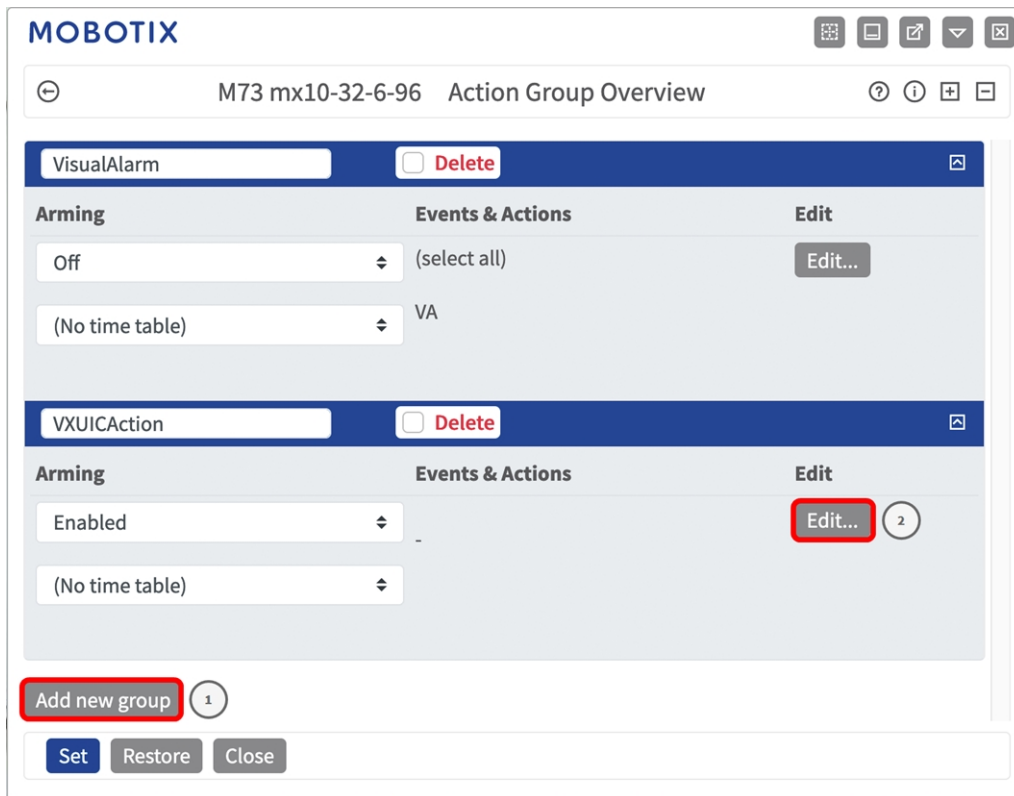 MOBOTIX
M73 mx10-32-6-96 Action Group Overview
VisualAlarm Delete
Arming Events & Actions Edit
Off (select all) Edit...
(No time table) VA
VXUICAction Delete
Arming Events & Actions Edit
Enabled - Edit... 2
(No time table)
Add new group 1
Set Restore Close